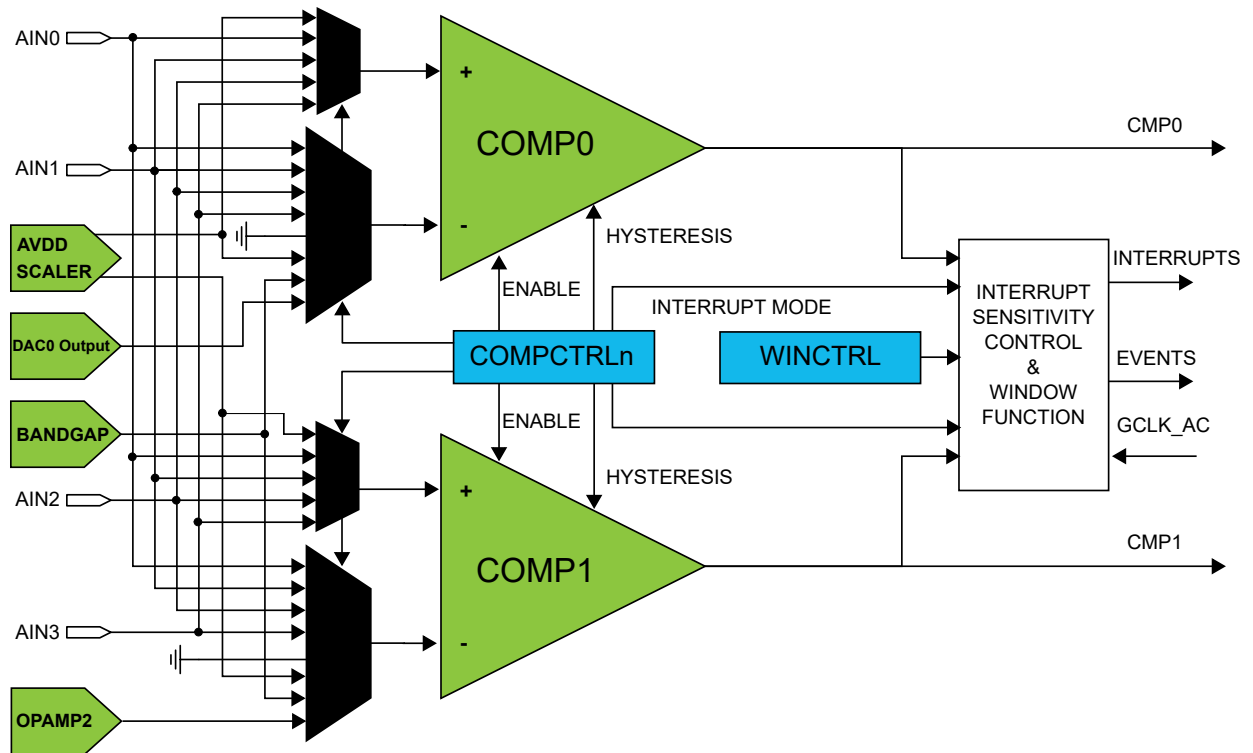 AIN0
AIN1
AVDD
SCALER
DAC0 Output
BANDGAP
AIN2
AIN3
OPAMP2
+
COMP0
-
CMP0
HYSTERESIS
ENABLE
INTERRUPT MODE
COMPCTRLn
WINCTRL
ENABLE
HYSTERESIS
INTERRUPT
SENSITIVITY
CONTROL
&
WINDOW
FUNCTION
INTERRUPTS
EVENTS
GCLK_AC
+
COMP1
-
CMP1